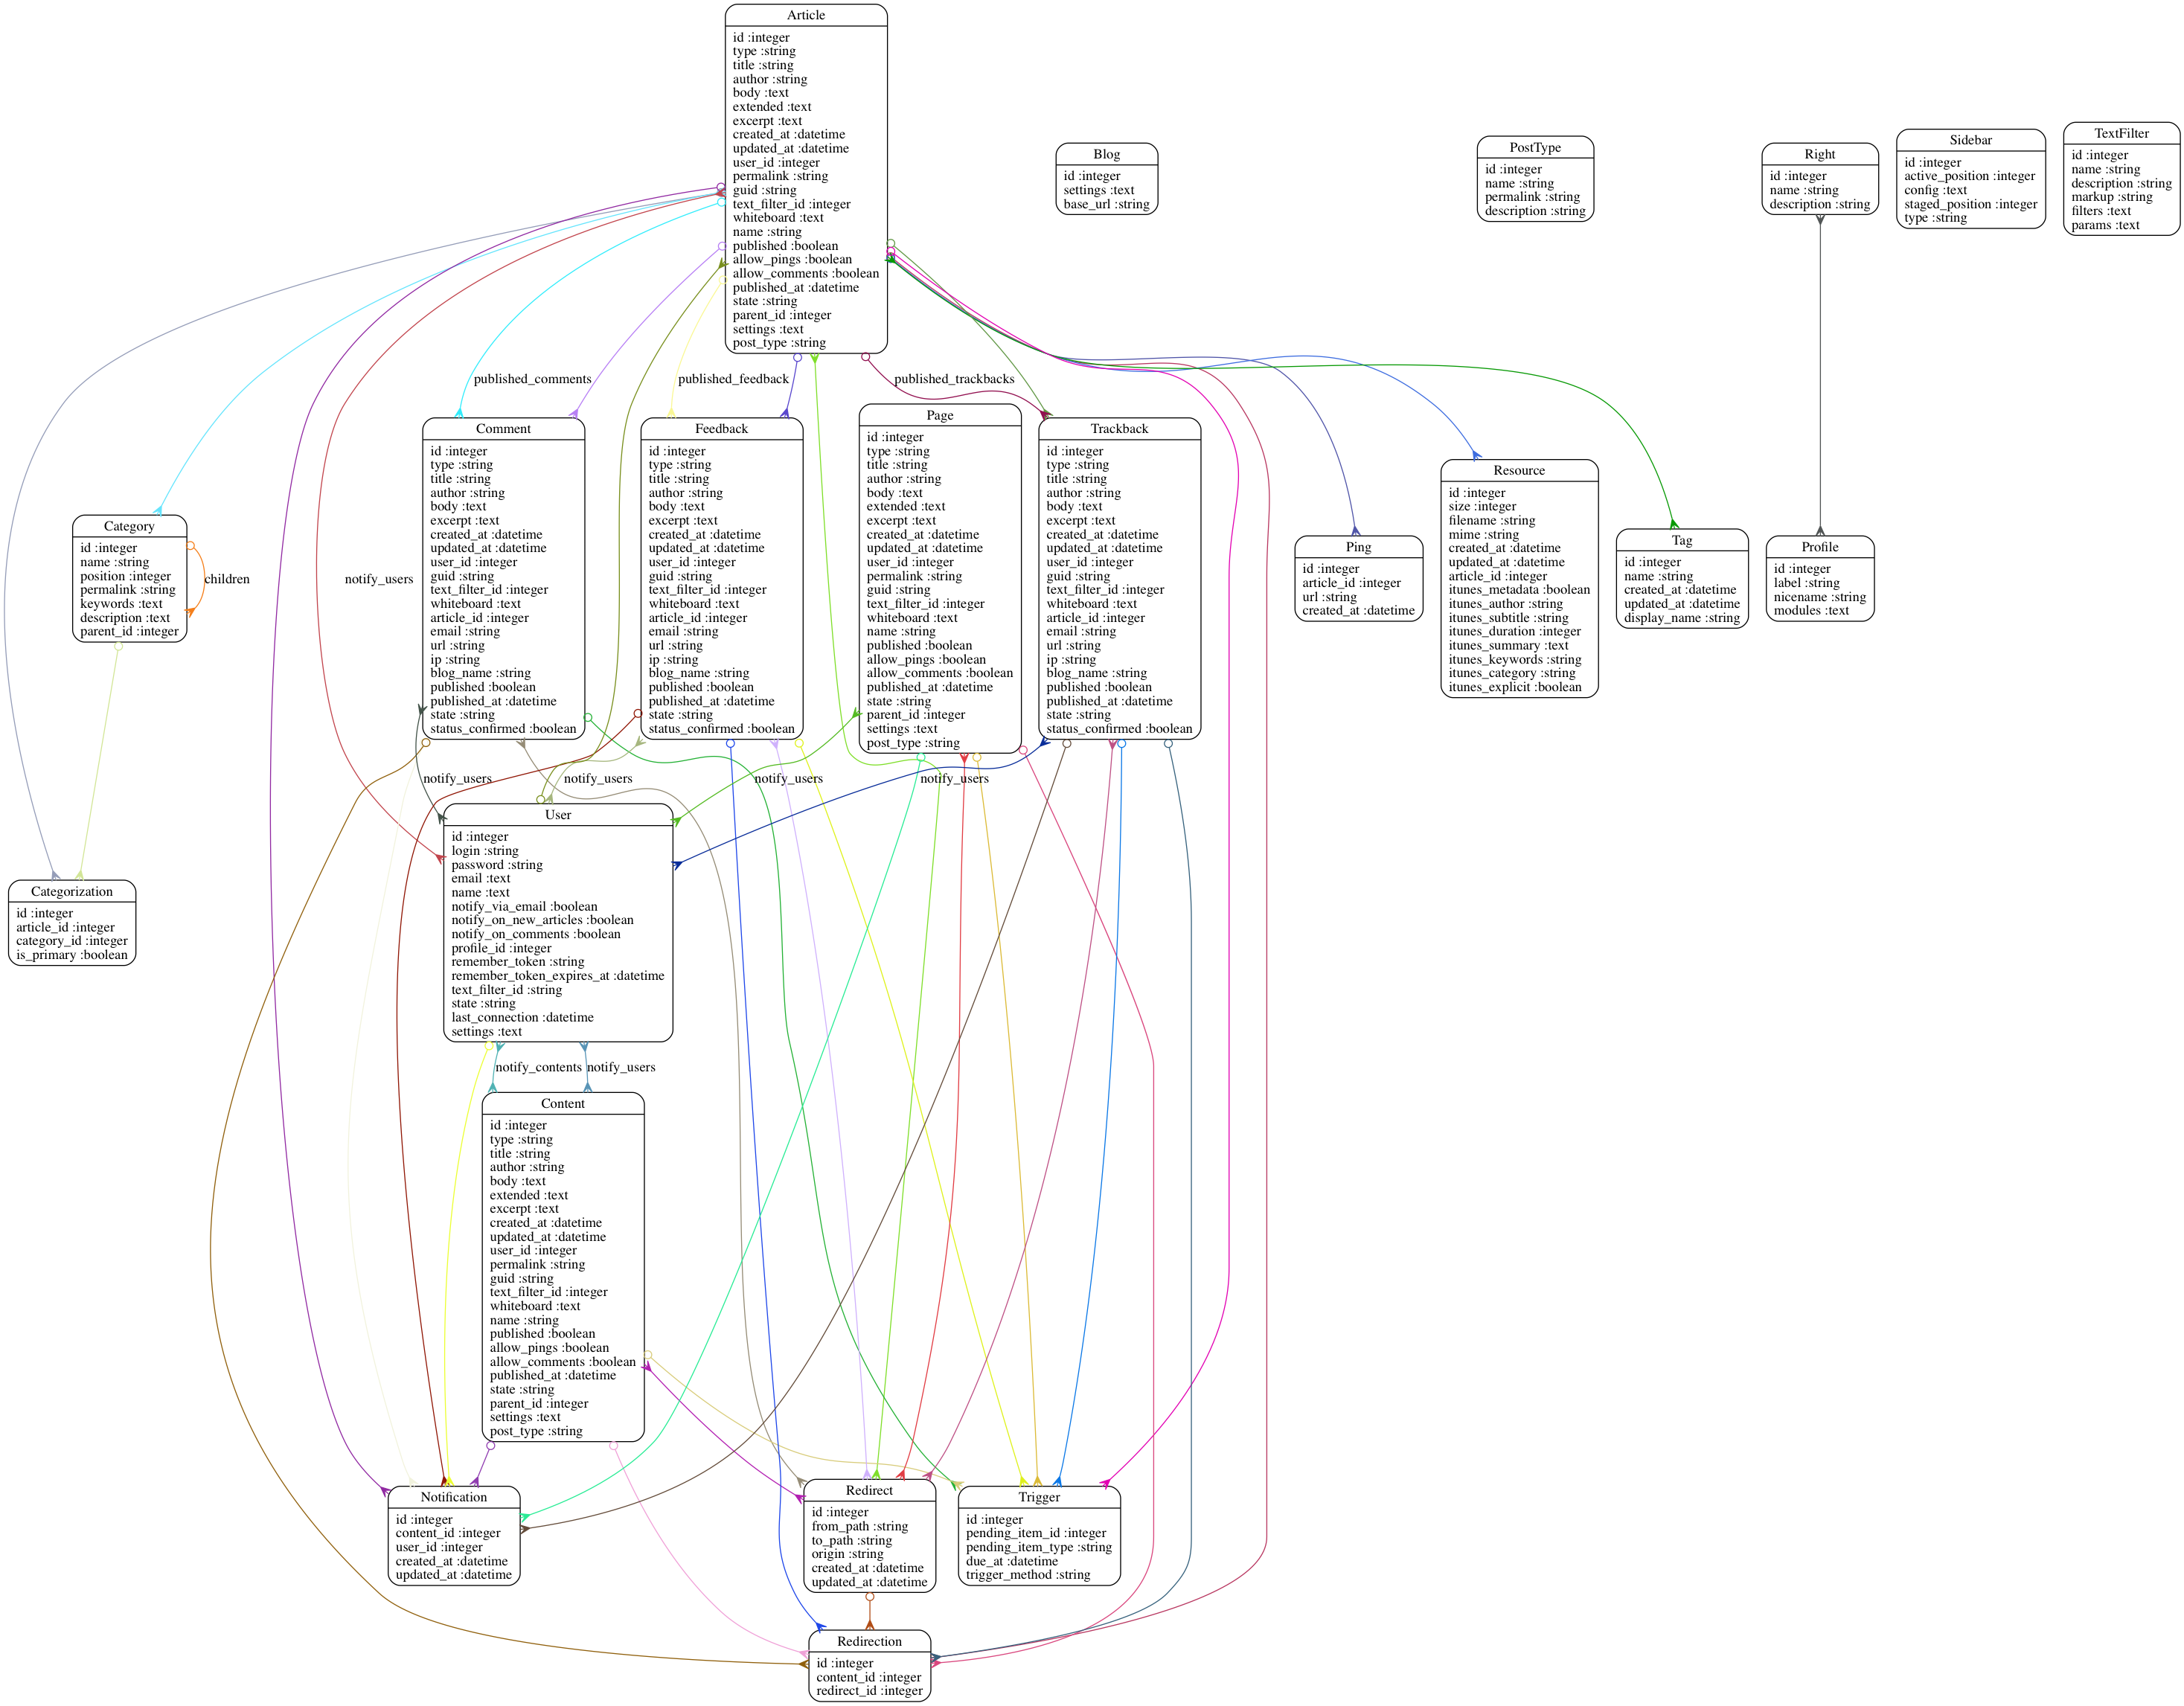 Article
id :integer
type :string
title :string
author :string
body :text
extended :text
excerpt :text
created_at :datetime
updated_at :datetime
user_id :integer
permalink :string
guid :string
text_filter_id :integer
whiteboard :text
name :string
published :boolean
allow_pings :boolean
allow_comments :boolean
published_at :datetime
state :string
parent_id :integer
settings :text
post_type :string
Blog
id :integer
settings :text
base_url :string
PostType
id :integer
name :string
permalink :string
description :string
Right
id :integer
name :string
description :string
Sidebar
id :integer
active_position :integer
config :text
staged_position :integer
type :string
TextFilter
id :integer
name :string
description :string
markup :string
filters :text
params :text
published_comments
published_feedback
published_trackbacks
Comment
id :integer
type :string
title :string
author :string
body :text
excerpt :text
created_at :datetime
updated_at :datetime
user_id :integer
guid :string
text_filter_id :integer
whiteboard :text
article_id :integer
email :string
url :string
ip :string
blog_name :string
published :boolean
published_at :datetime
state :string
status_confirmed :boolean
Feedback
id :integer
type :string
title :string
author :string
body :text
excerpt :text
created_at :datetime
updated_at :datetime
user_id :integer
guid :string
text_filter_id :integer
whiteboard :text
article_id :integer
email :string
url :string
ip :string
blog_name :string
published :boolean
published_at :datetime
state :string
status_confirmed :boolean
Page
id :integer
type :string
title :string
author :string
body :text
extended :text
excerpt :text
created_at :datetime
updated_at :datetime
user_id :integer
permalink :string
guid :string
text_filter_id :integer
whiteboard :text
name :string
published :boolean
allow_pings :boolean
allow_comments :boolean
published_at :datetime
state :string
parent_id :integer
settings :text
post_type :string
Trackback
id :integer
type :string
title :string
author :string
body :text
excerpt :text
created_at :datetime
updated_at :datetime
user_id :integer
guid :string
text_filter_id :integer
whiteboard :text
article_id :integer
email :string
url :string
ip :string
blog_name :string
published :boolean
published_at :datetime
state :string
status_confirmed :boolean
Category
id :integer
name :string
position :integer
permalink :string
keywords :text
description :text
parent_id :integer
children
notify_users
Ping
id :integer
article_id :integer
url :string
created_at :datetime
Resource
id :integer
size :integer
filename :string
mime :string
created_at :datetime
updated_at :datetime
article_id :integer
itunes_metadata :boolean
itunes_author :string
itunes_subtitle :string
itunes_duration :integer
itunes_summary :text
itunes_keywords :string
itunes_category :string
itunes_explicit :boolean
Tag
id :integer
name :string
created_at :datetime
updated_at :datetime
display_name :string
Profile
id :integer
label :string
nicename :string
modules :text
notify_users
notify_users
notify_users
notify_users
User
id :integer
login :string
password :string
email :text
name :text
notify_via_email :boolean
notify_on_new_articles :boolean
notify_on_comments :boolean
profile_id :integer
remember_token :string
remember_token_expires_at :datetime
text_filter_id :string
state :string
last_connection :datetime
settings :text
Categorization
id :integer
article_id :integer
category_id :integer
is_primary :boolean
notify_contents
notify_users
Content
id :integer
type :string
title :string
author :string
body :text
extended :text
excerpt :text
created_at :datetime
updated_at :datetime
user_id :integer
permalink :string
guid :string
text_filter_id :integer
whiteboard :text
name :string
published :boolean
allow_pings :boolean
allow_comments :boolean
published_at :datetime
state :string
parent_id :integer
settings :text
post_type :string
Notification
id :integer
content_id :integer
user_id :integer
created_at :datetime
updated_at :datetime
Redirect
id :integer
from_path :string
to_path :string
origin :string
created_at :datetime
updated_at :datetime
Trigger
id :integer
pending_item_id :integer
pending_item_type :string
due_at :datetime
trigger_method :string
Redirection
id :integer
content_id :integer
redirect_id :integer